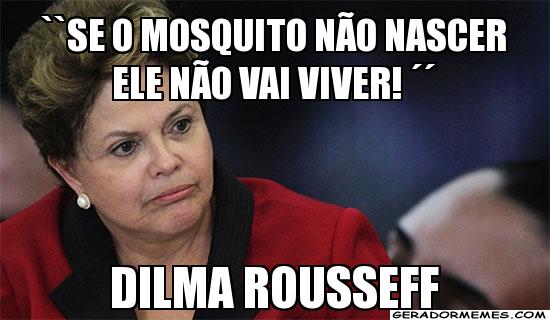 ``SE O MOSQUITO NÃO NASCER
ELE NÃO VAI VIVER! ´´
DILMA ROUSSEFF
GERADORMEMES.COM